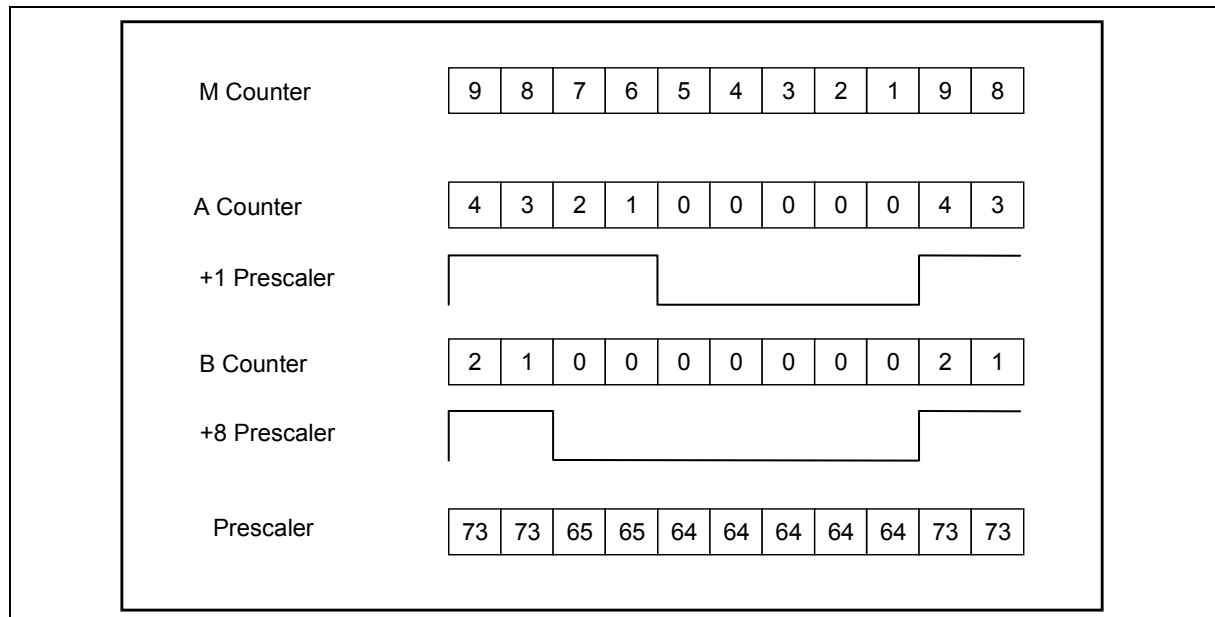 M Counter 9 8 7 6 5 4 3 2 1 9 8
A Counter 4 3 2 1 0 0 0 0 0 4 3
+1 Prescaler
B Counter 2 1 0 0 0 0 0 0 0 2 1
+8 Prescaler
Prescaler 73 73 65 65 64 64 64 64 64 73 73